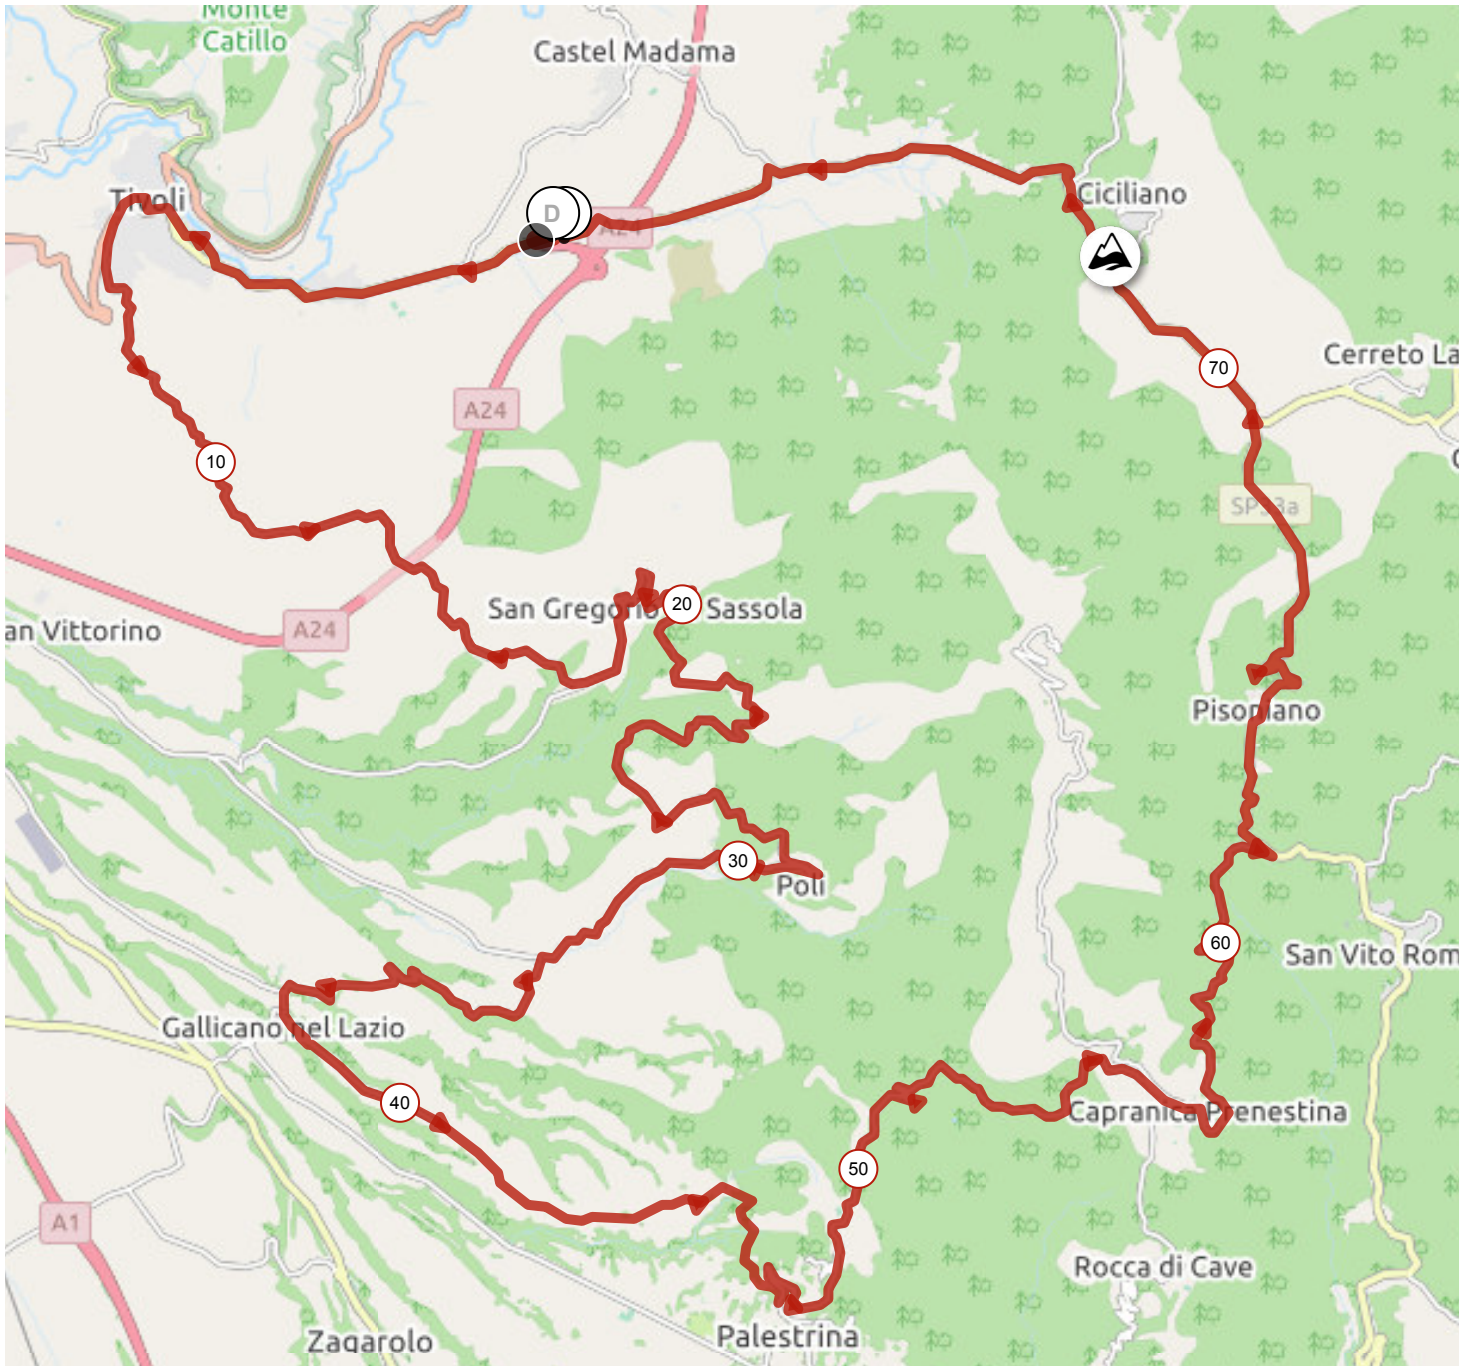 Monte
Catillo
Castel Madama
Tivoli
D
A24
Ciciliano
Cerreto La
70
A24
10
SP33a
San Gregorio
20
Sassola
an Vittorino
A24
Pisoniano
30
Poli
60
San Vito Rom
Gallicano nel Lazio
40
Capranica Prenestina
50
A1
Rocca di Cave
Zagarolo
Palestrina